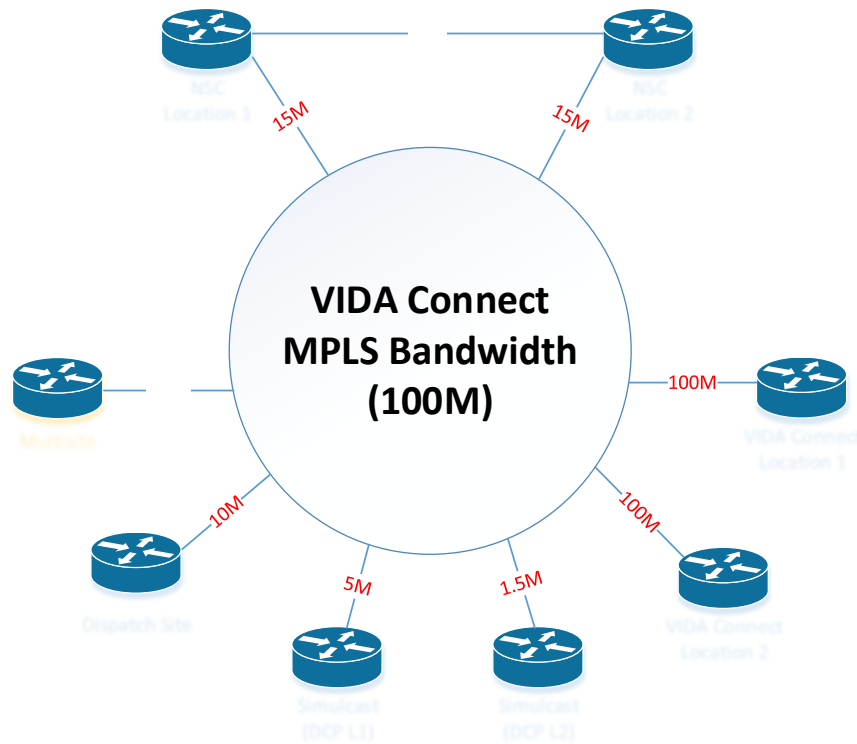 NSC
Location 1
NSC
Location 2
15M
15M
VIDA Connect
MPLS Bandwidth
(100M)
100M
VIDA Connect
Location 1
Multisite
10M
100M
Dispatch Site
5M
1.5M
VIDA Connect
Location 2
Simulcast
(DCP L1)
Simulcast
(DCP L2)